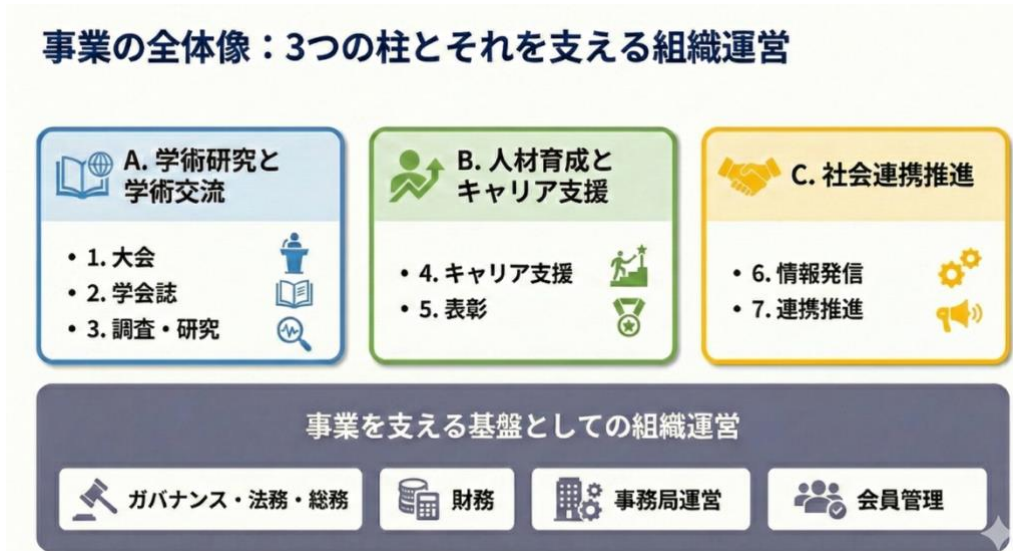 事業の全体像：3つの柱とそれを支える組織運営
A. 学術研究と
学術交流
• 1. 大会
• 2. 学会誌
• 3. 調査・研究
B. 人材育成と
キャリア支援
• 4. キャリア支援
• 5. 表彰
C. 社会連携推進
• 6. 情報発信
• 7. 連携推進
事業を支える基盤としての組織運営
ガバナンス・法務・総務
財務
事務局運営
会員管理